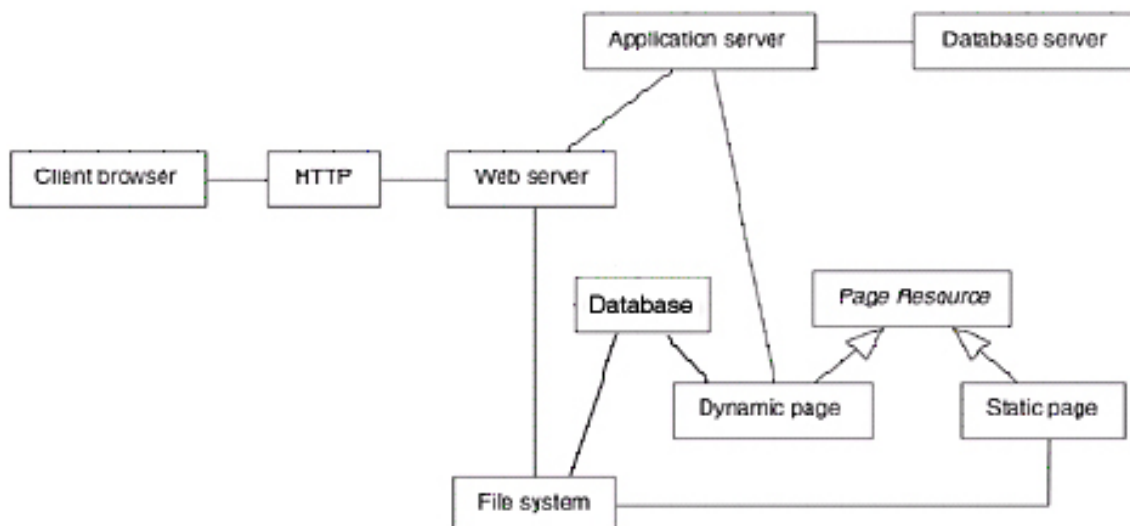 Application server
Database server
Client browser
HTTP
Web server
Database
Page Resource
Dynamic page
Static page
File system